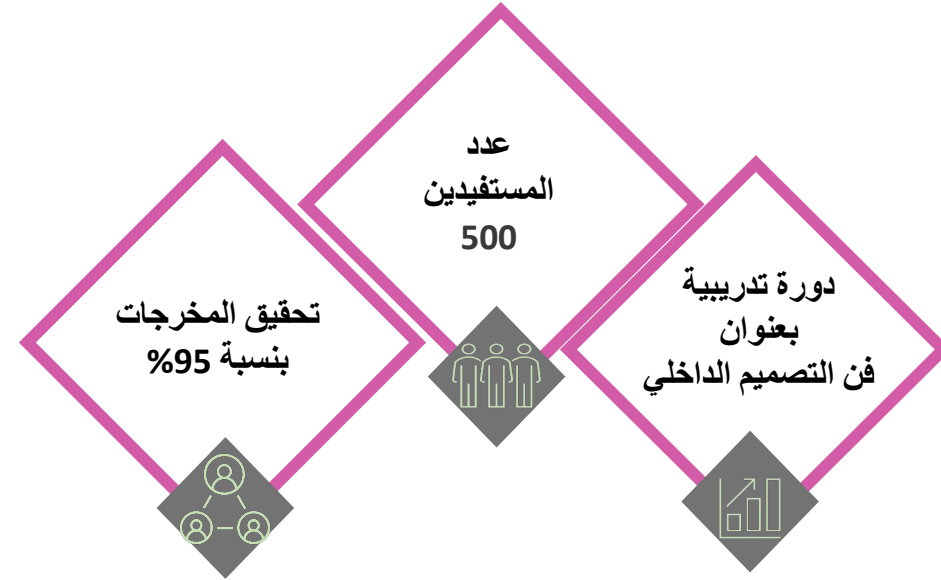 دورة تدريبية
بعنوان
فن التصميم الداخلي
عدد
المستفيدين
500
تحقيق المخرجات
بنسبة 95%